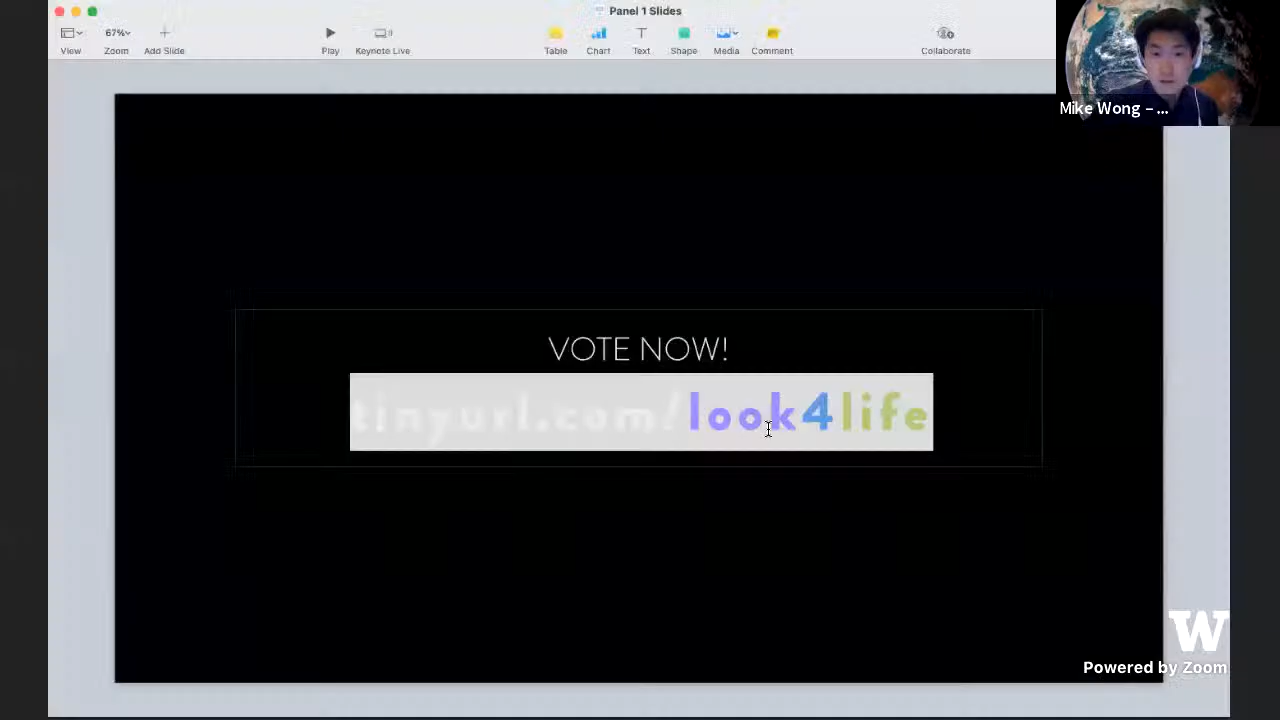 Panel 1 Slides
View
67%
Zoom
Add Slide
Play
Keynote Live
Table
Chart
Text
Shape
Media
Comment
Collaborate
Mike Wong – ...
VOTE NOW!
tinyurl.com/look4life
W
Powered by Zoom